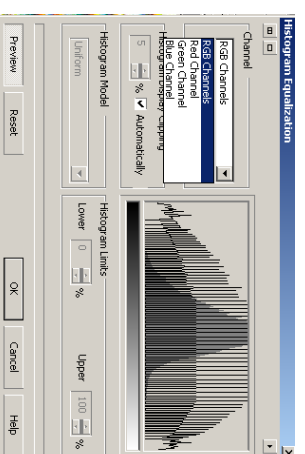 Histogram Equalization
Channel
RGB Channels
RGB Channels
Red Channel
Green Channel
Blue Channel
Histogram Display Clipping
5 % Automatically
Histogram Model
Uniform
Histogram Limits
Lower 0 % Upper 100 %
Preview Reset OK Cancel Help